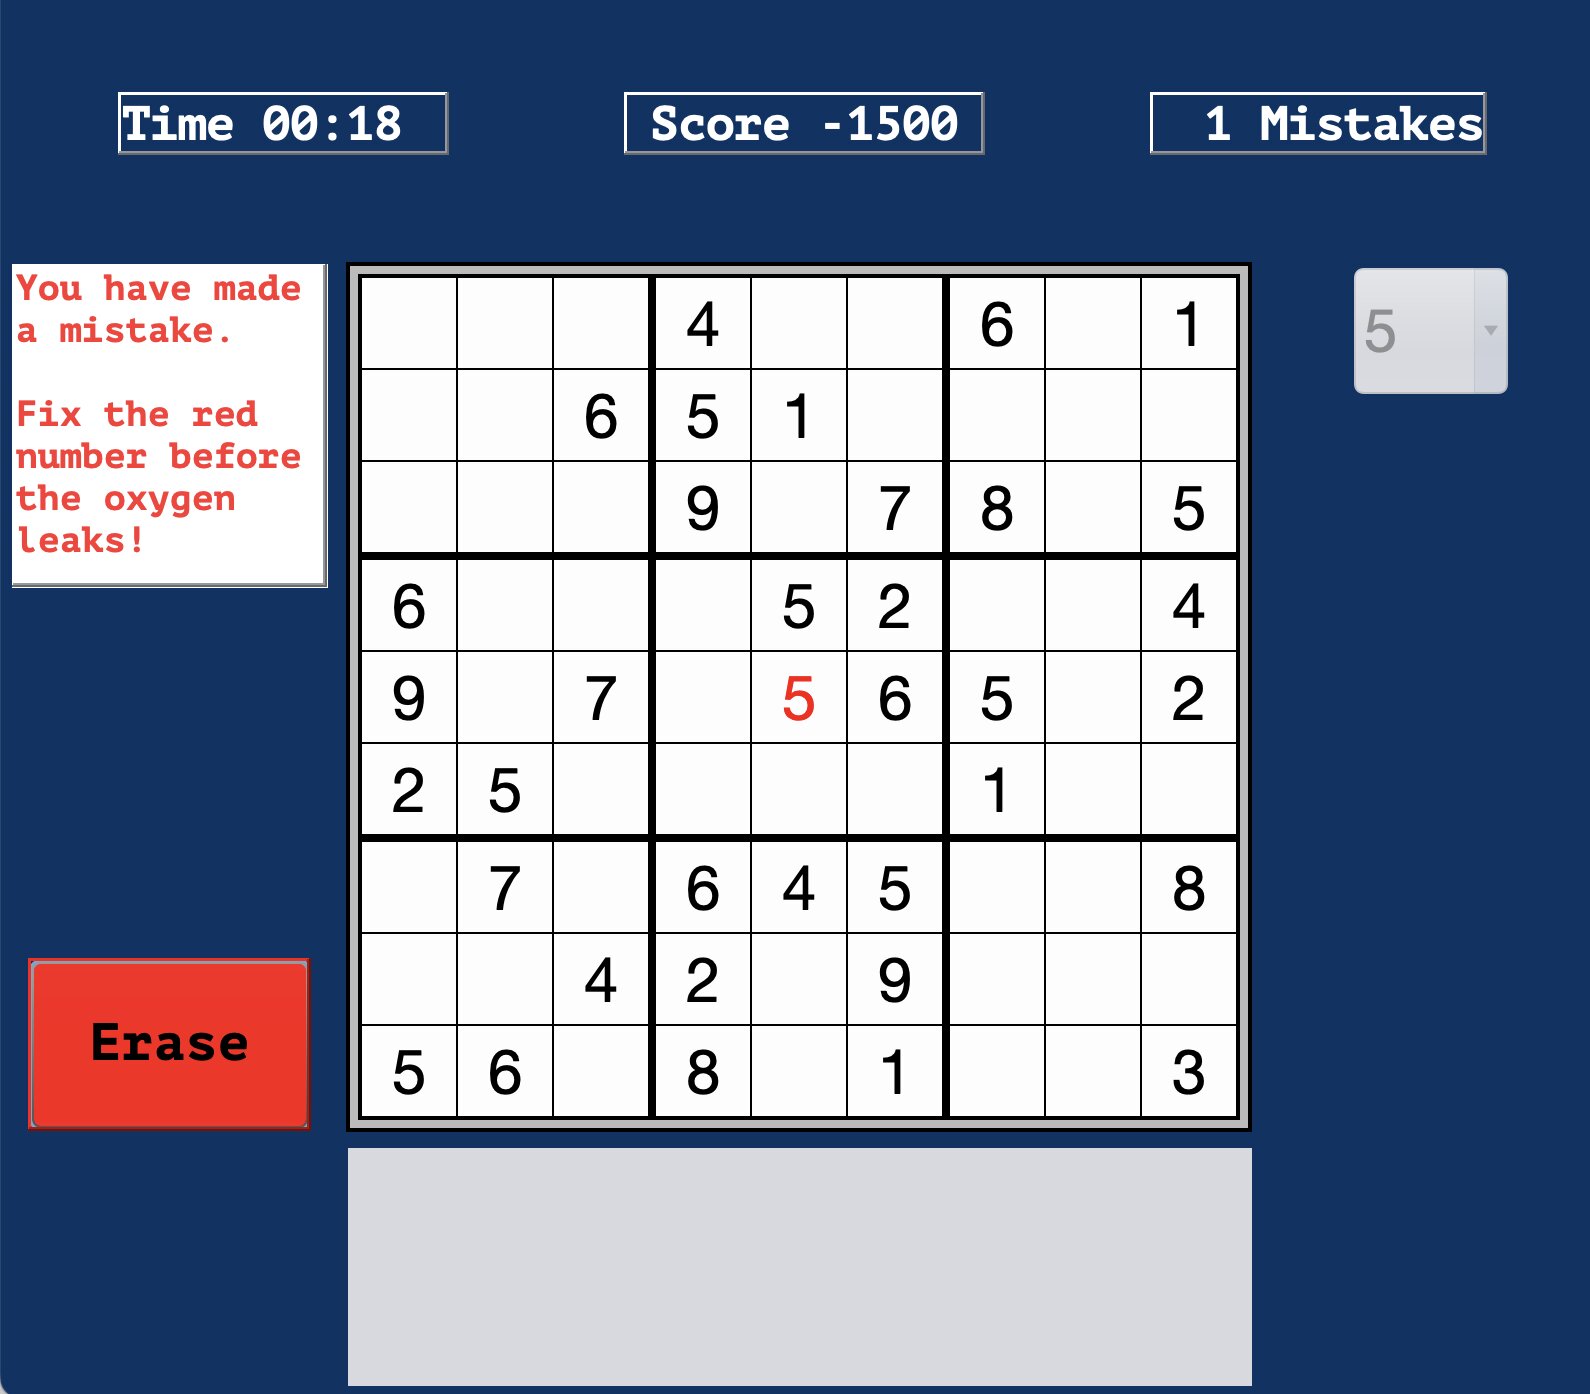 Time 00:18
Score -1500
1 Mistakes
You have made
a mistake.
Fix the red
number before
the oxygen
leaks!
4 6 1
6 5 1
9 7 8 5
6 5 2 4
9 7 5 6 5 2
2 5 1
7 6 4 5 8
4 2 9
5 6 8 1 3
5
Erase